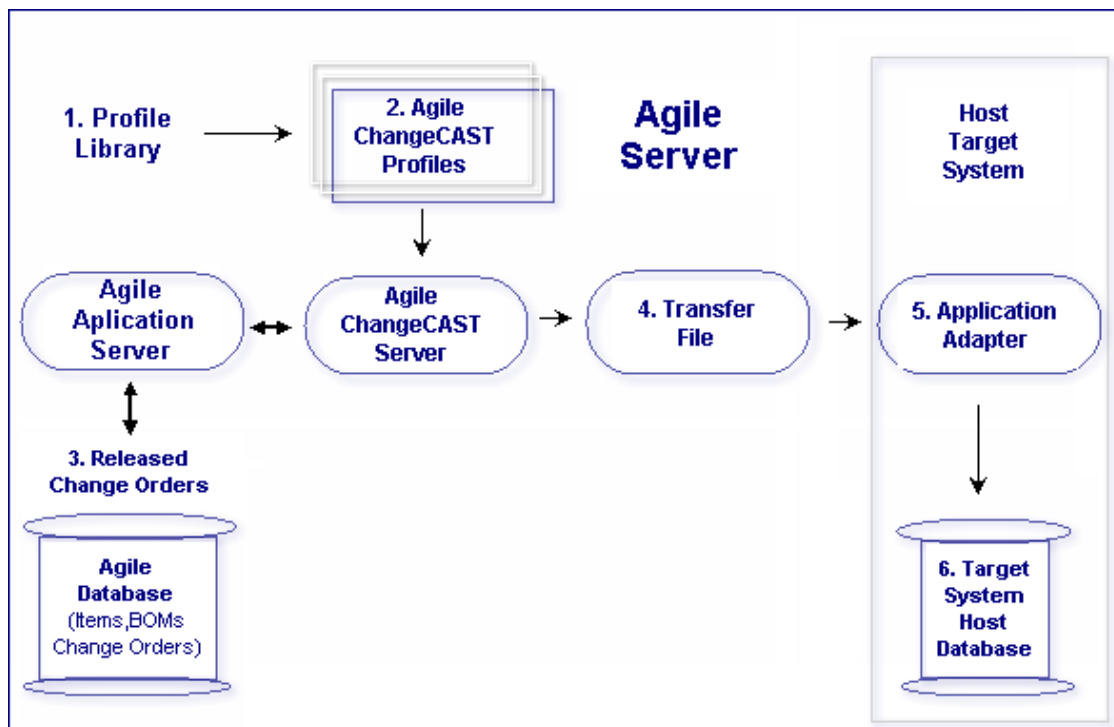 1. Profile
Library
2. Agile
ChangeCAST
Profiles
Agile
Server
Host
Target
System
Agile
Aplication
Server
Agile
ChangeCAST
Server
4. Transfer
File
5. Application
Adapter
3. Released
Change Orders
Agile
Database
(Items,BOMs
Change Orders)
6. Target
System
Host
Database